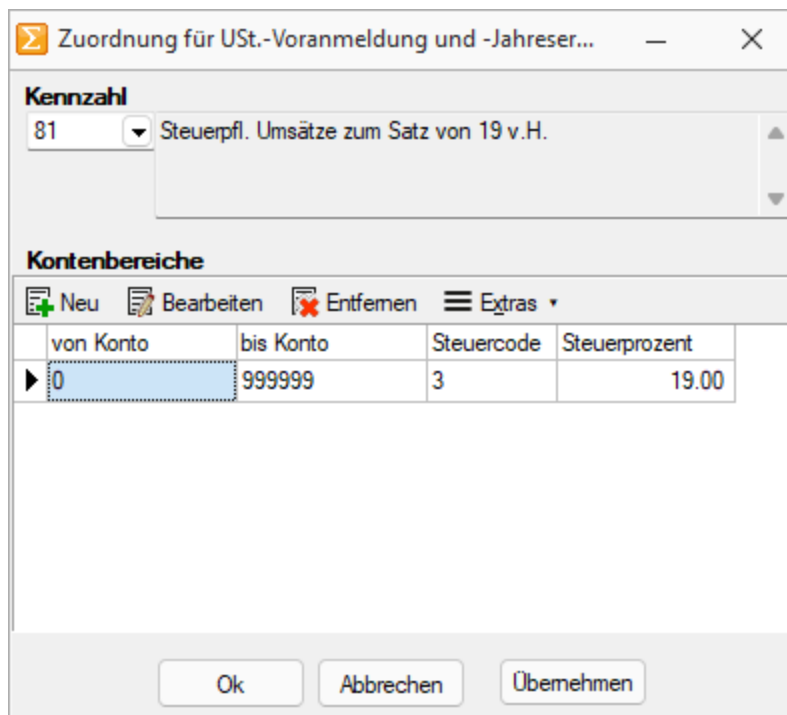 Zuordnung für USt.-Voranmeldung und -Jahreser...
Kennzahl
81 Steuerpfl. Umsätze zum Satz von 19 v.H.
Kontenbereiche
Neu Bearbeiten Entfernen Extras
von Konto bis Konto Steuercode Steuerprozent
0 999999 3 19.00
Ok Abbrechen Übernehmen